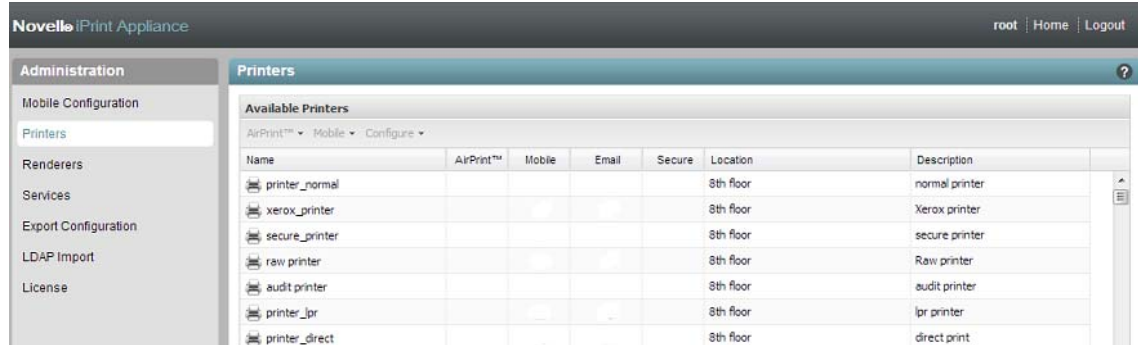 Novell® iPrint Appliance
root Home Logout
Administration
Mobile Configuration
Printers
Renderers
Services
Export Configuration
LDAP Import
License
Printers ?
Available Printers
AirPrint™ Mobile Configure
Name AirPrint™ Mobile Email Secure Location Description
printer_normal 8th floor normal printer
xerox_printer 8th floor Xerox printer
secure_printer 8th floor secure printer
raw printer 8th floor Raw printer
audit printer 8th floor audit printer
printer_lpr 8th floor lpr printer
printer_direct 8th floor direct print